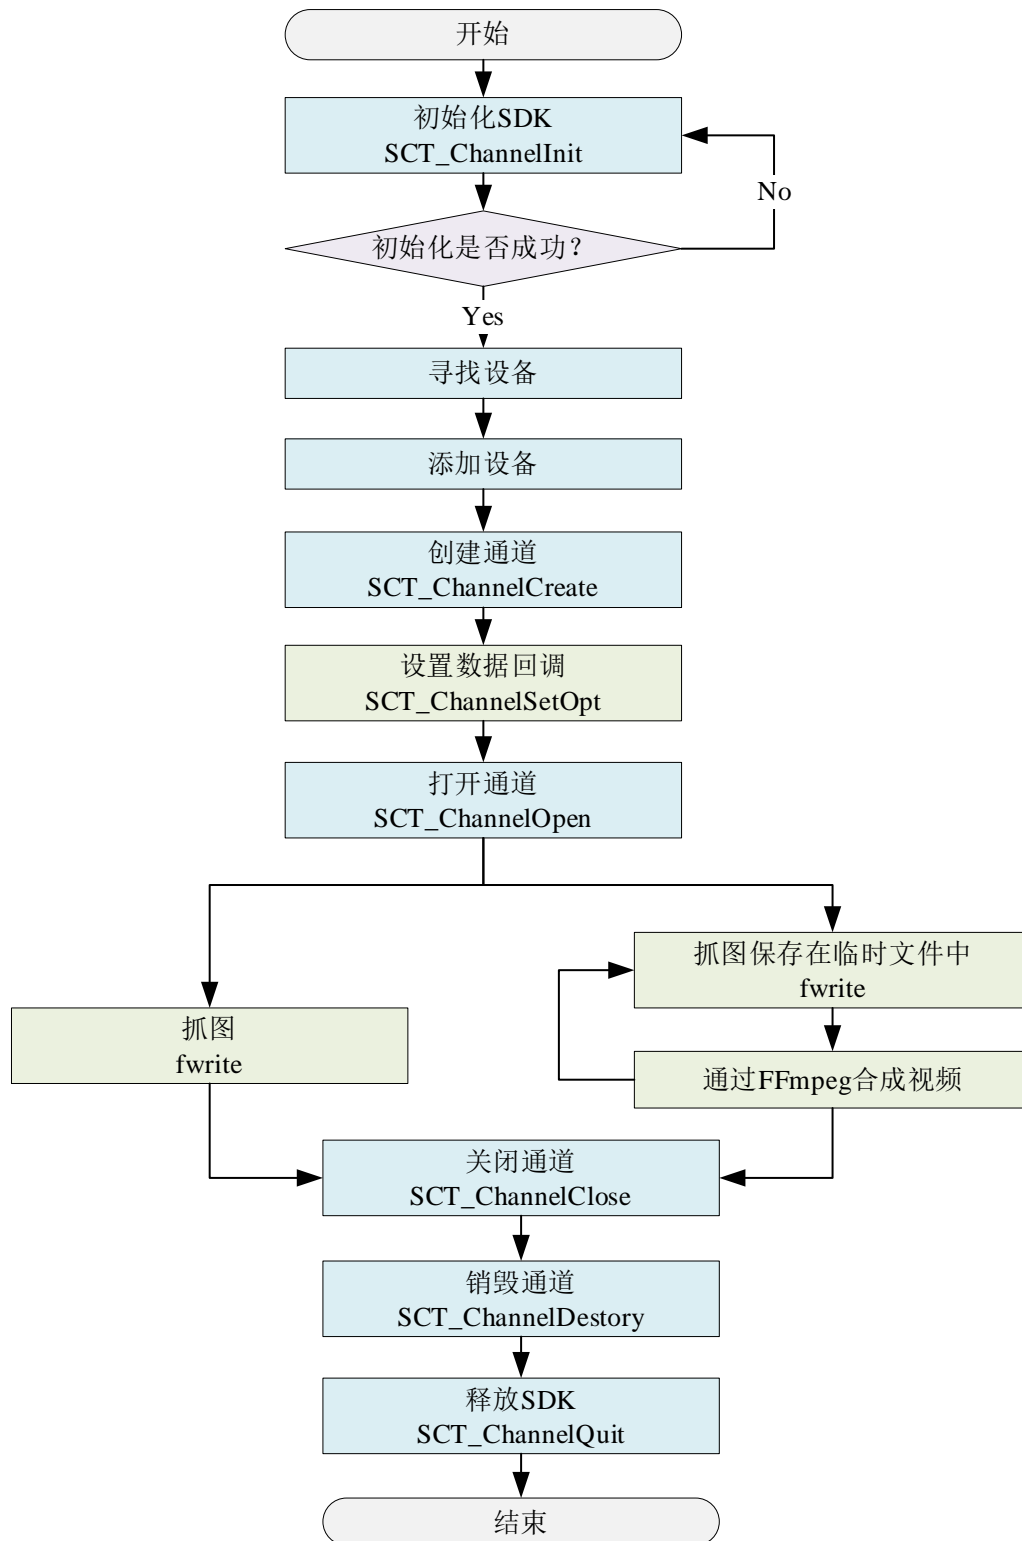 开始
初始化SDK
SCT_ChannelInit
No
初始化是否成功?
Yes
寻找设备
添加设备
创建通道
SCT_ChannelCreate
设置数据回调
SCT_ChannelSetOpt
打开通道
SCT_ChannelOpen
抓图保存在临时文件中
fwrite
抓图
fwrite
通过FFmpeg合成视频
关闭通道
SCT_ChannelClose
销毁通道
SCT_ChannelDestory
释放SDK
SCT_ChannelQuit
结束